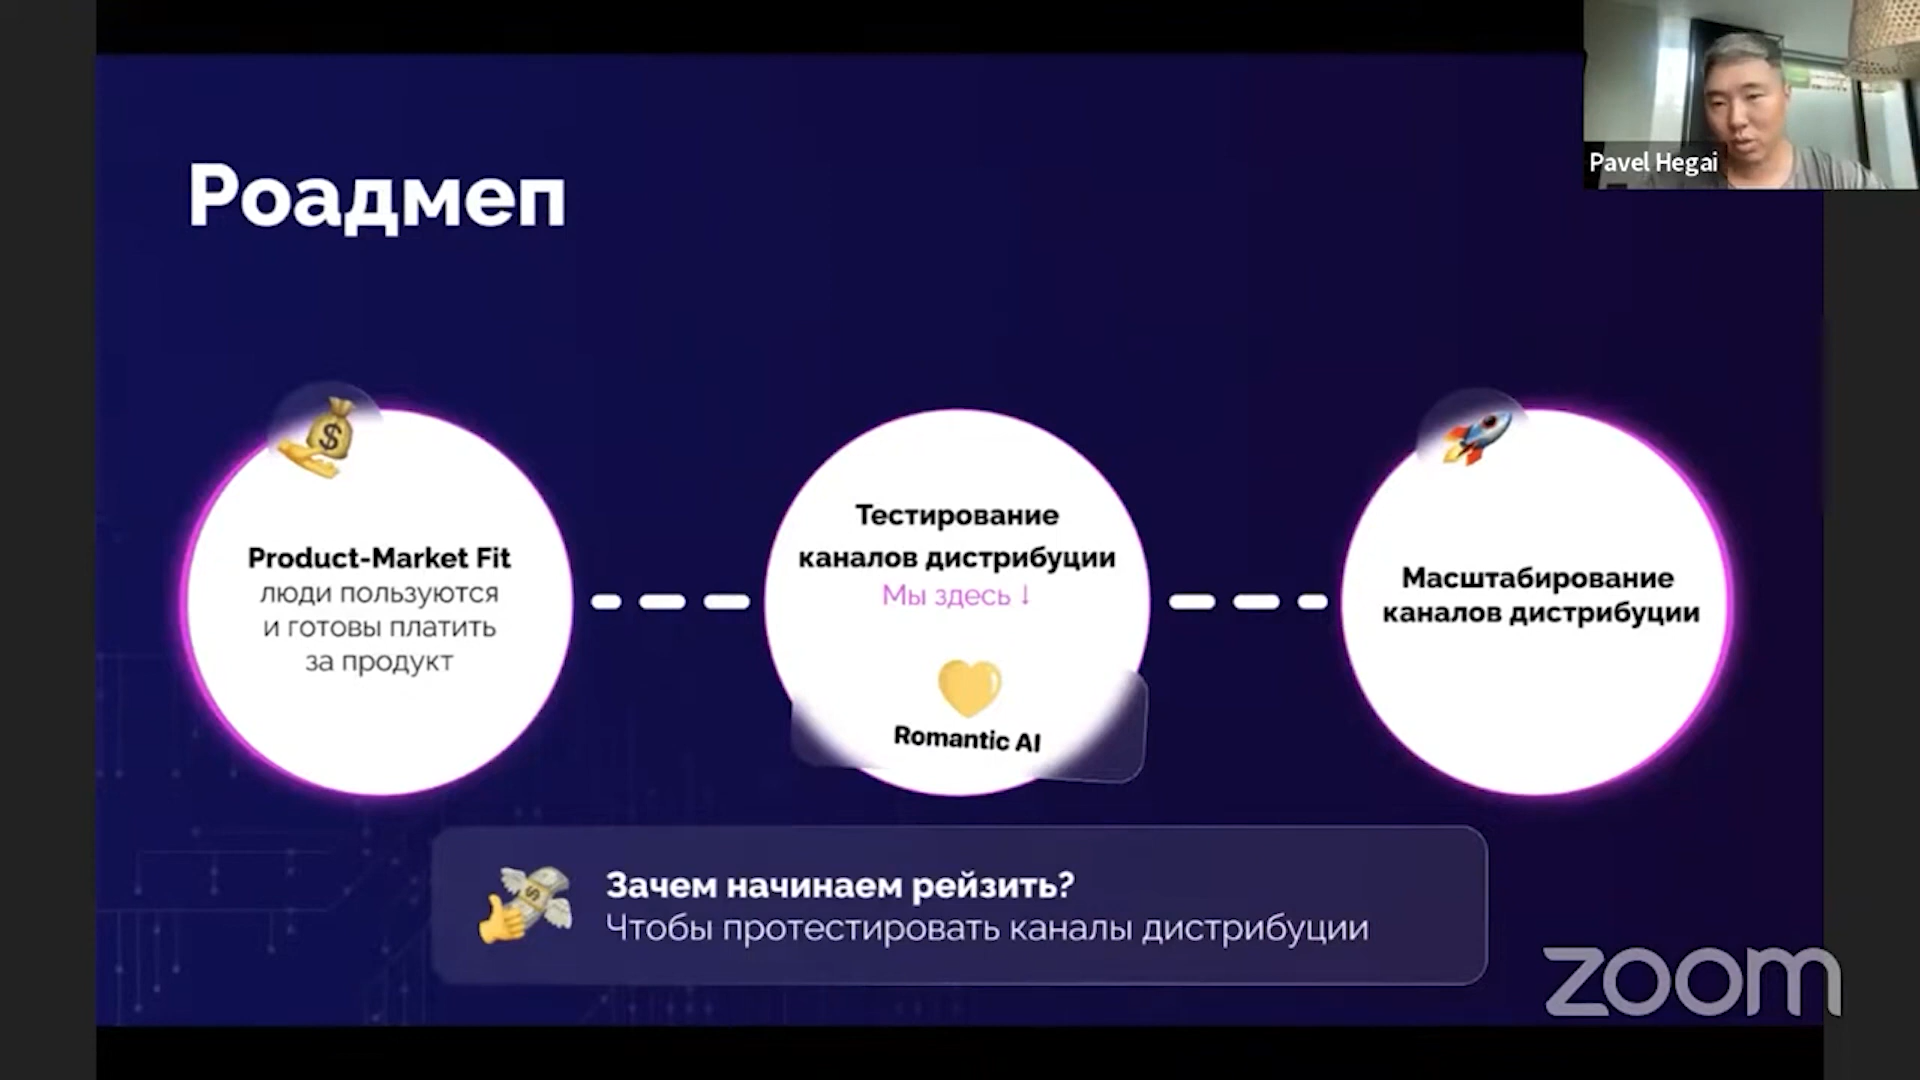 Pavel Hegai
Роадмеп
$
Product-Market Fit
люди пользуются
и готовы платить
за продукт
Тестирование
каналов дистрибуции
Мы здесь ↓
Romantic AI
Масштабирование
каналов дистрибуции
$
Зачем начинаем рейзить?
Чтобы протестировать каналы дистрибуции
zoom